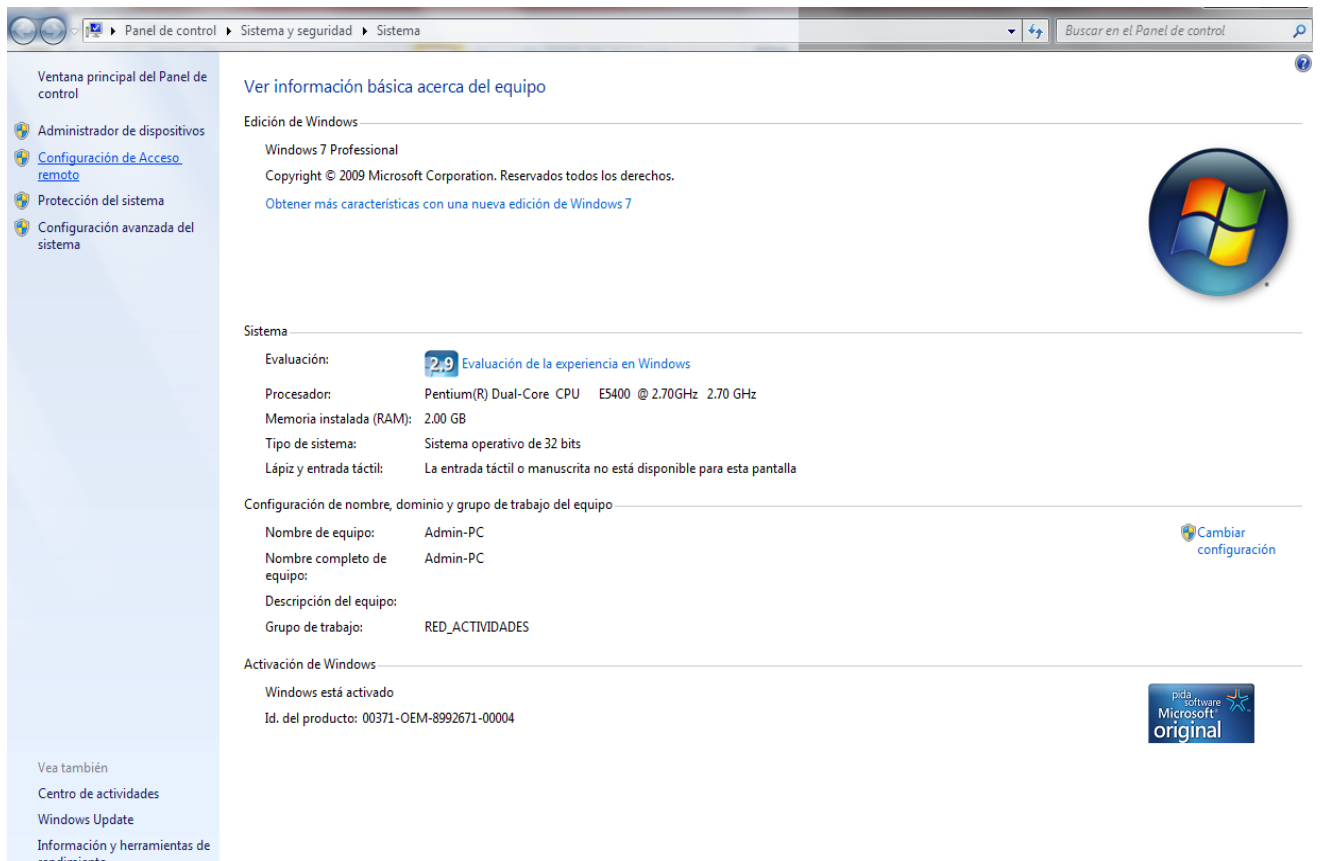 Panel de control ▸ Sistema y seguridad ▸ Sistema
Buscar en el Panel de control
Ventana principal del Panel de
control
Administrador de dispositivos
Configuración de Acceso
remoto
Protección del sistema
Configuración avanzada del
sistema
Ver información básica acerca del equipo
Edición de Windows
Windows 7 Professional
Copyright © 2009 Microsoft Corporation. Reservados todos los derechos.
Obtener más características con una nueva edición de Windows 7
Sistema
Evaluación: 2,9 Evaluación de la experiencia en Windows
Procesador: Pentium(R) Dual-Core CPU E5400 @ 2.70GHz 2.70 GHz
Memoria instalada (RAM): 2.00 GB
Tipo de sistema: Sistema operativo de 32 bits
Lápiz y entrada táctil: La entrada táctil o manuscrita no está disponible para esta pantalla
Configuración de nombre, dominio y grupo de trabajo del equipo
Nombre de equipo: Admin-PC
Cambiar
configuración
Nombre completo de
equipo: Admin-PC
Descripción del equipo:
Grupo de trabajo: RED_ACTIVIDADES
Activación de Windows
Windows está activado
Id. del producto: 00371-OEM-8992671-00004
pida
software
Microsoft
original
Vea también
Centro de actividades
Windows Update
Información y herramientas de
rendimiento